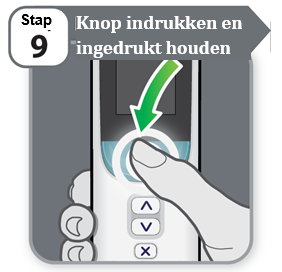 Stap
9
Knop indrukken en
ingedrukt houden